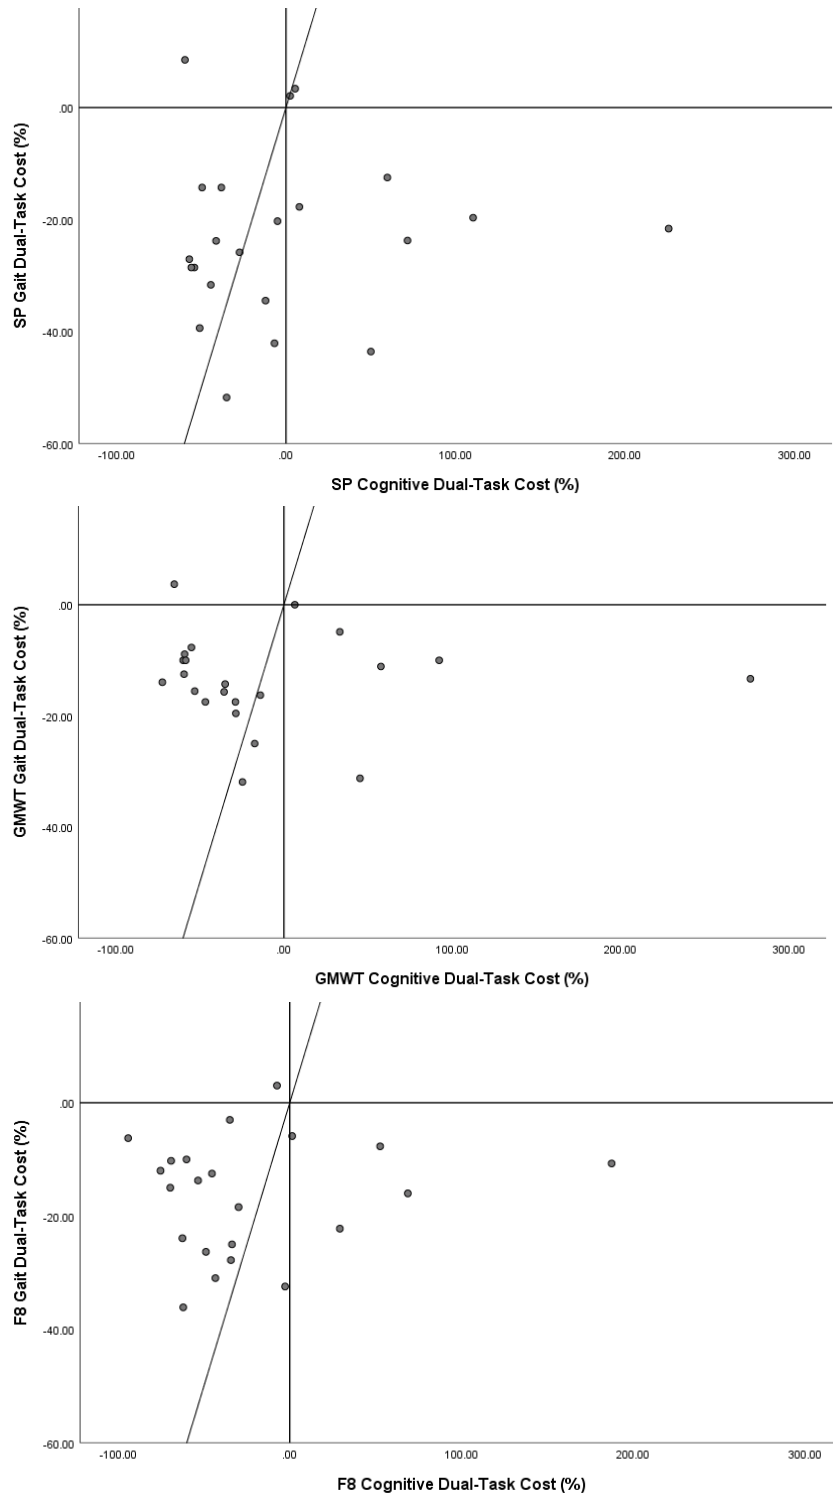 .00
-20.00
-40.00
-60.00
SP Gait Dual-Task Cost (%)
-100.00 .00 100.00 200.00 300.00
SP Cognitive Dual-Task Cost (%)
.00
-20.00
-40.00
-60.00
GMWT Gait Dual-Task Cost (%)
-100.00 .00 100.00 200.00 300.00
GMWT Cognitive Dual-Task Cost (%)
.00
-20.00
-40.00
-60.00
F8 Gait Dual-Task Cost (%)
-100.00 .00 100.00 200.00 300.00
F8 Cognitive Dual-Task Cost (%)